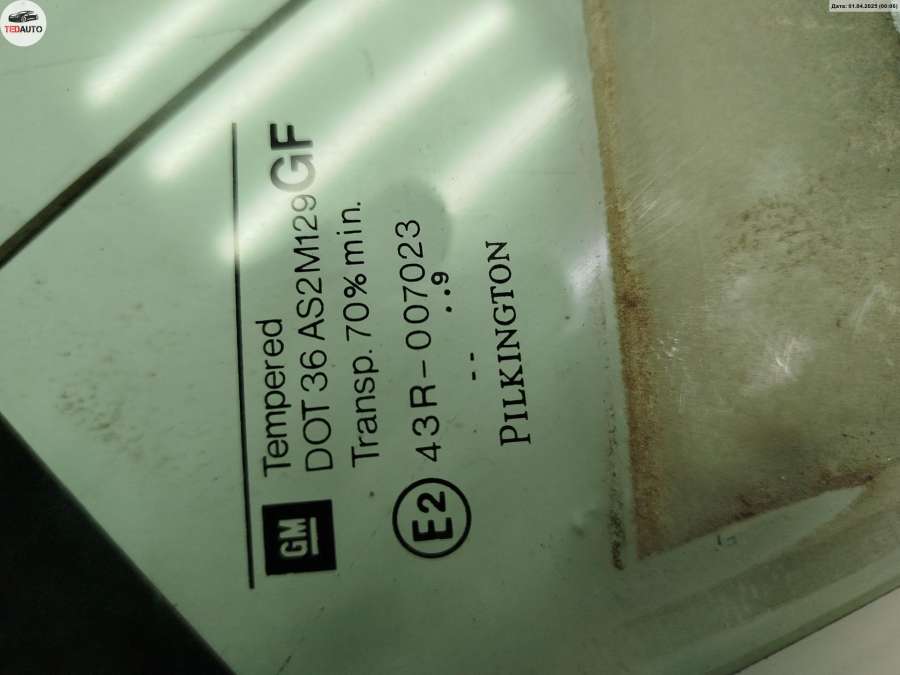 TEDAUTO
Дата: 01.04.2025 (00:06)
Tempered
DOT 36 AS2M129GF
GM
Transp. 70% min.
E2 43R-007023
-- ..9
PILKINGTON